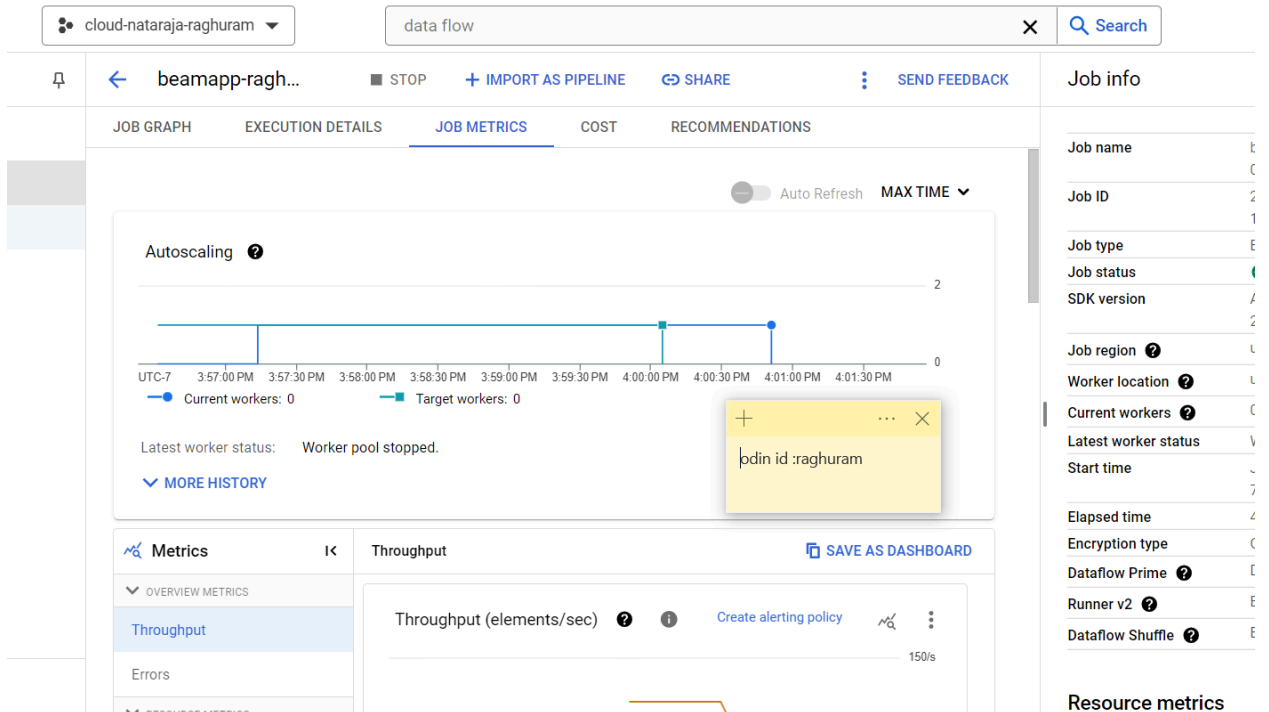 cloud-nataraja-raghuram
data flow
Search
beamapp-ragh...
STOP
IMPORT AS PIPELINE
SHARE
SEND FEEDBACK
Job info
JOB GRAPH
EXECUTION DETAILS
JOB METRICS
COST
RECOMMENDATIONS
Auto Refresh
MAX TIME
Autoscaling
2
0
UTC-7 3:57:00 PM 3:57:30 PM 3:58:00 PM 3:58:30 PM 3:59:00 PM 3:59:30 PM 4:00:00 PM 4:00:30 PM 4:01:00 PM 4:01:30 PM
Current workers: 0
Target workers: 0
Latest worker status: Worker pool stopped.
MORE HISTORY
odin id :raghuram
Metrics
OVERVIEW METRICS
Throughput
Errors
Throughput
SAVE AS DASHBOARD
Throughput (elements/sec)
Create alerting policy
150/s
Job name
Job ID
Job type
Job status
SDK version
Job region
Worker location
Current workers
Latest worker status
Start time
Elapsed time
Encryption type
Dataflow Prime
Runner v2
Dataflow Shuffle
Resource metrics